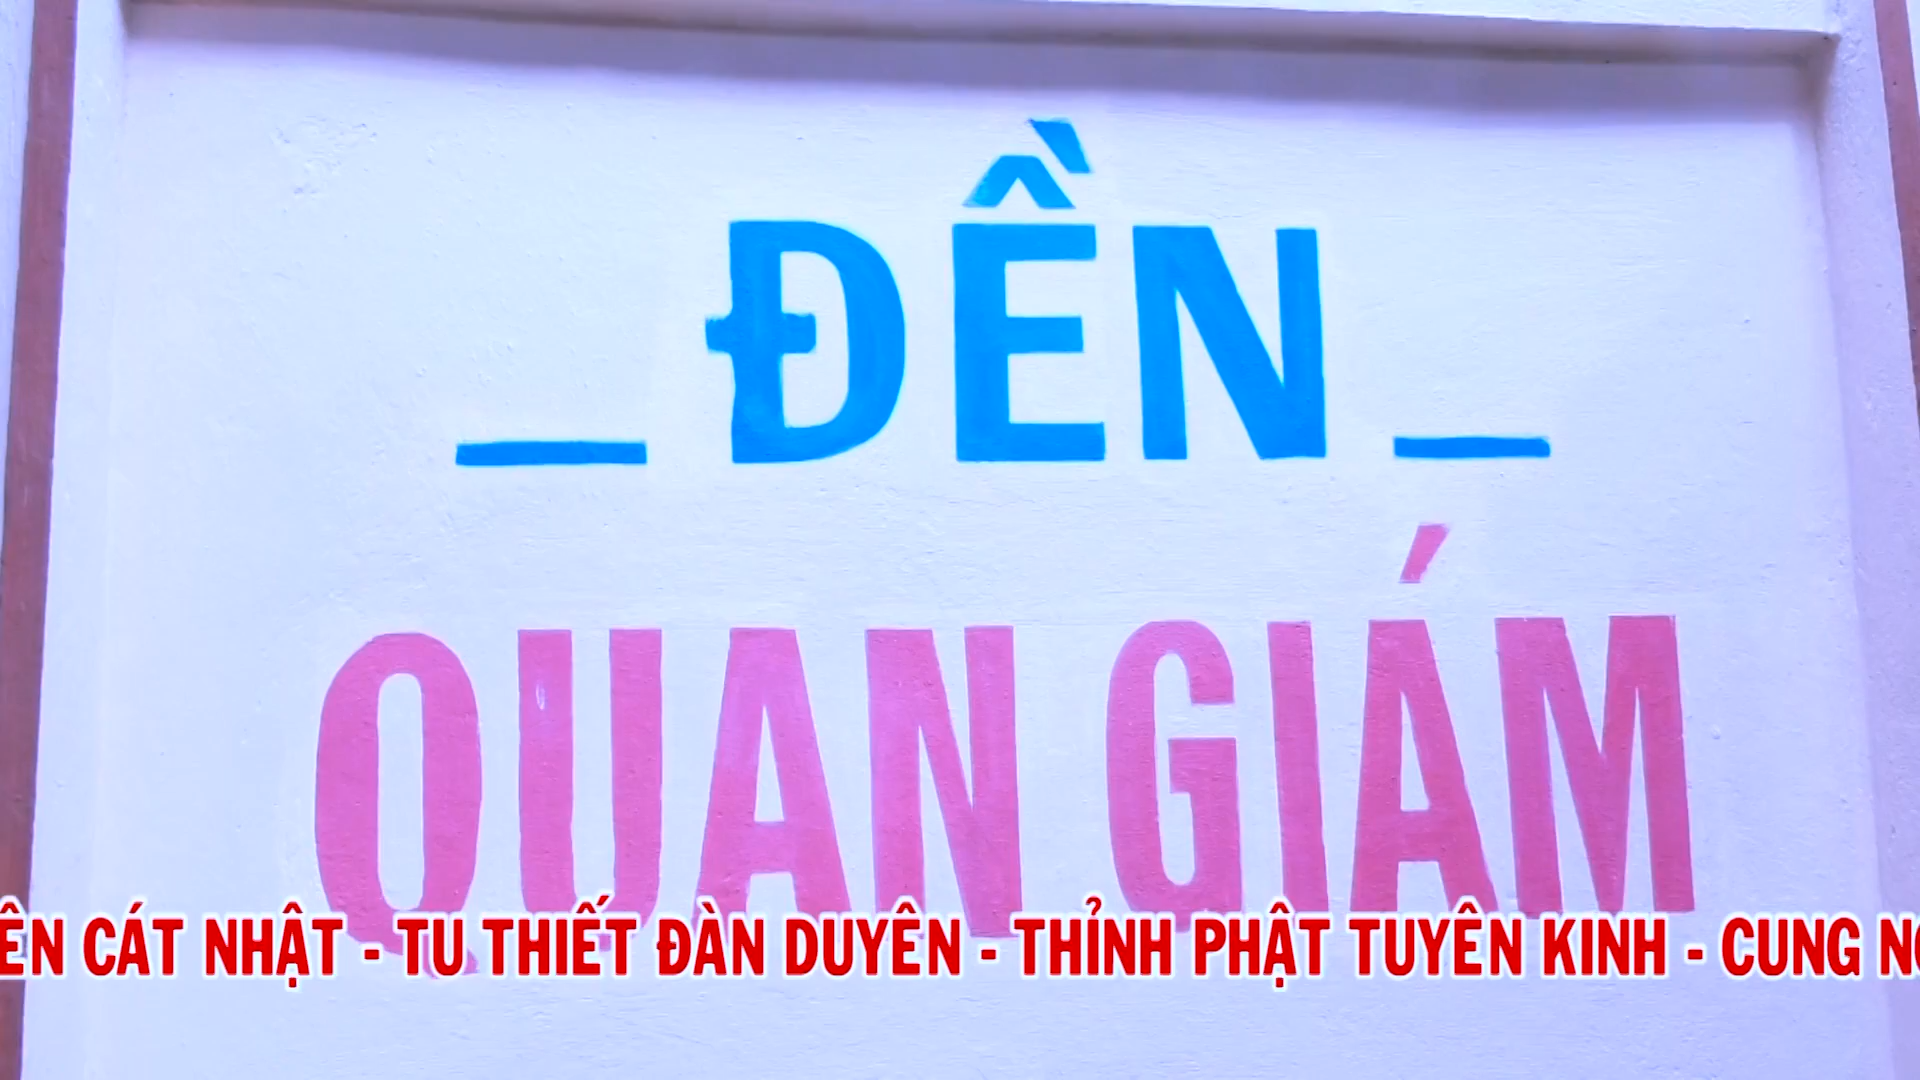 _ ĐỀN _
QUAN GIÁM
CÁT NHẬT - TU THIẾT ĐÀN DUYÊN - THỈNH PHẬT TUYÊN KINH - CUNG